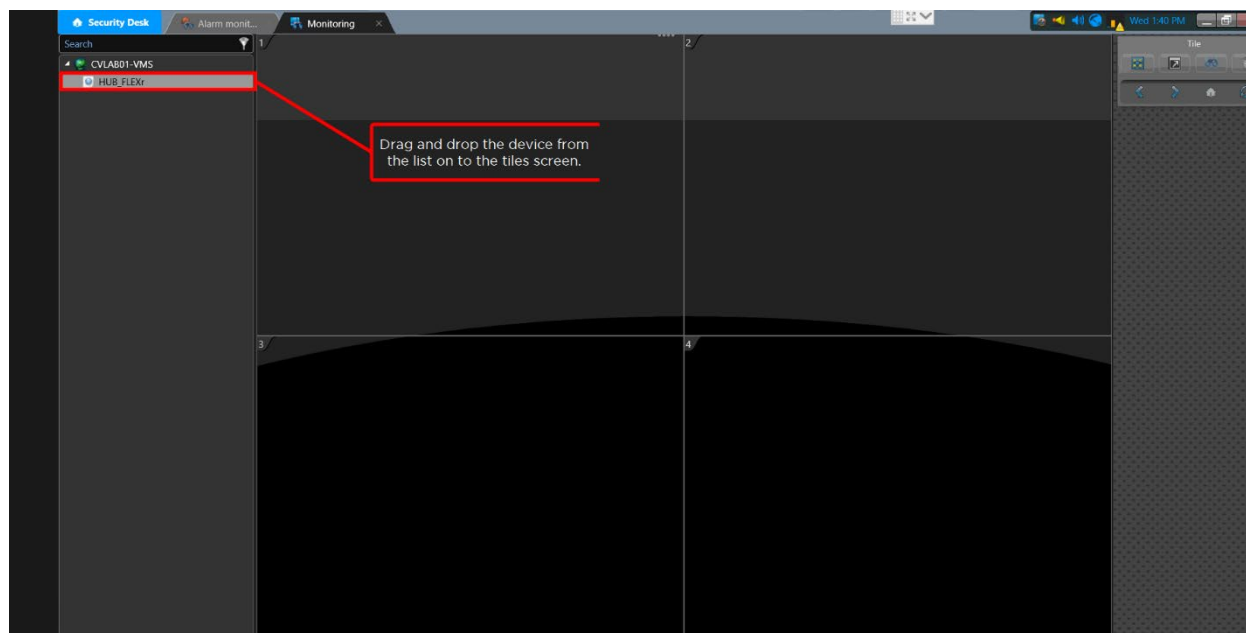 Security Desk
Alarm monit...
Monitoring
Wed 1:40 PM
Search
1
2
Tile
CVLAB01-VMS
HUB_FLEXr
Drag and drop the device from
the list on to the tiles screen.
3
4